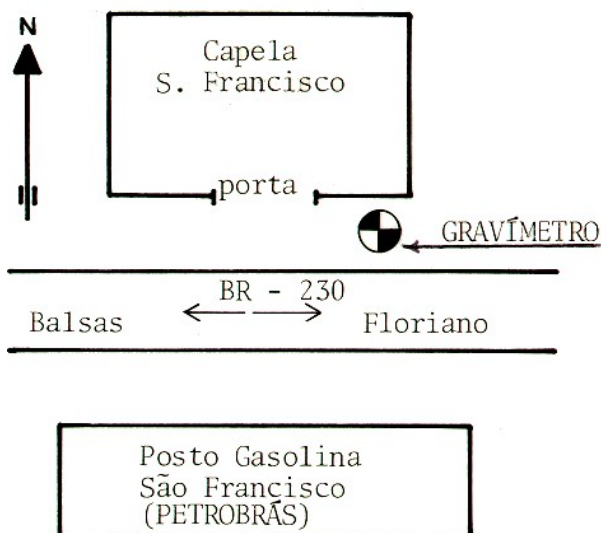 N
Capela
S. Francisco
porta
GRAVÍMETRO
BR - 230
Balsas
Floriano
Posto Gasolina
São Francisco
(PETROBRÁS)